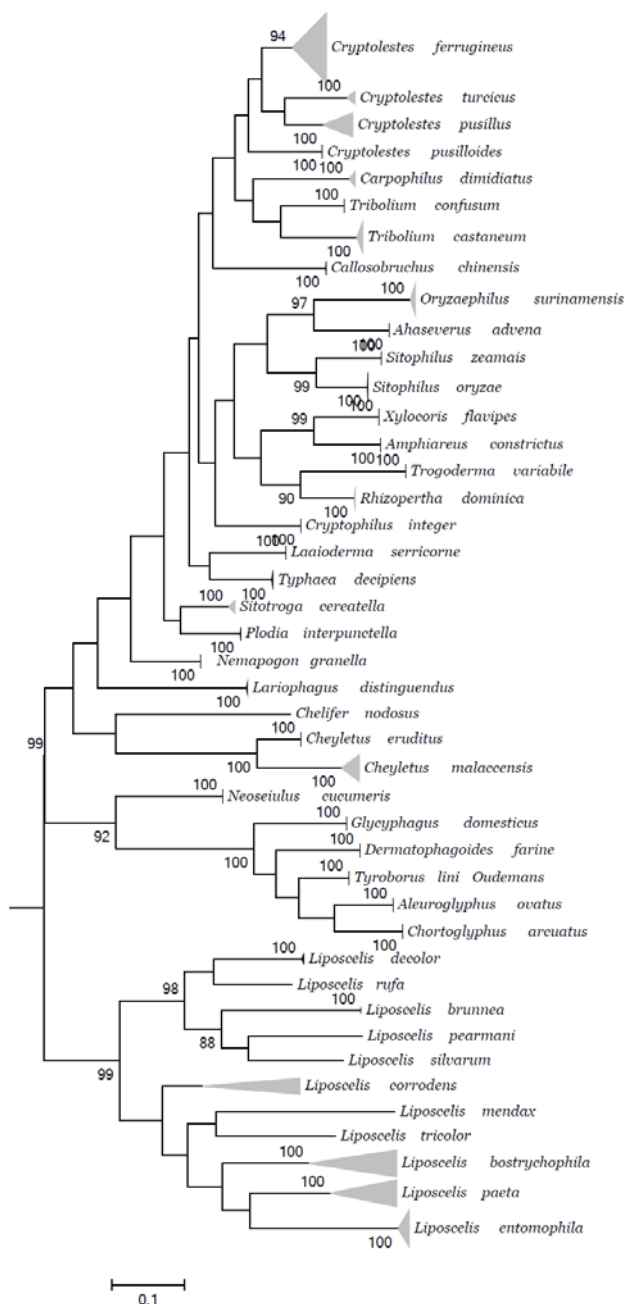 94
Cryptolestes ferrugineus
100
Cryptolestes turcicus
Cryptolestes pusillus
100
Cryptolestes pusilloides
100 100
Carpophilus dimidiatus
100
Tribolium confusum
Tribolium castaneum
100
Callosobruchus chinensis
100
100
97
Oryzaephilus surinamensis
Ahaseverus advena
100 100
Sitophilus zeamais
99
Sitophilus oryzae
100 100
99
Xylocoris flavipes
Amphiareus constrictus
100 100
Trogoderma variabile
90
Rhizopertha dominica
100
Cryptophilus integer
100 100
Laaioderma serricorne
Typhaea decipiens
100 100
Sitotroga cereatella
Plodia interpunctella
100
Nemapogon granella
100
Lariophagus distinguendus
100
Chelifer nodosus
100
99
Cheyletus eruditus
100 100
Cheyletus malaccensis
100
Neoseiulus cucumeris
100
Glycyphagus domesticus
92
100
100
Dermatophagoides farine
100
Tyroborus lini Oudemans
100
Aleuroglyphus ovatus
Chortoglyphus arcuatus
100
100
Liposcelis decolor
98
Liposcelis rufa
100
Liposcelis brunnea
88
Liposcelis pearmani
Liposcelis silvarum
99
Liposcelis corrodens
Liposcelis mendax
Liposcelis tricolor
100
Liposcelis bostrychophila
100
Liposcelis paeta
Liposcelis entomophila
100
0.1